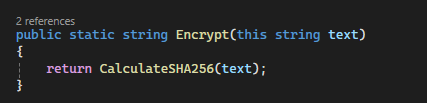 2 references
public static string Encrypt(this string text)
{
    return CalculateSHA256(text);
}